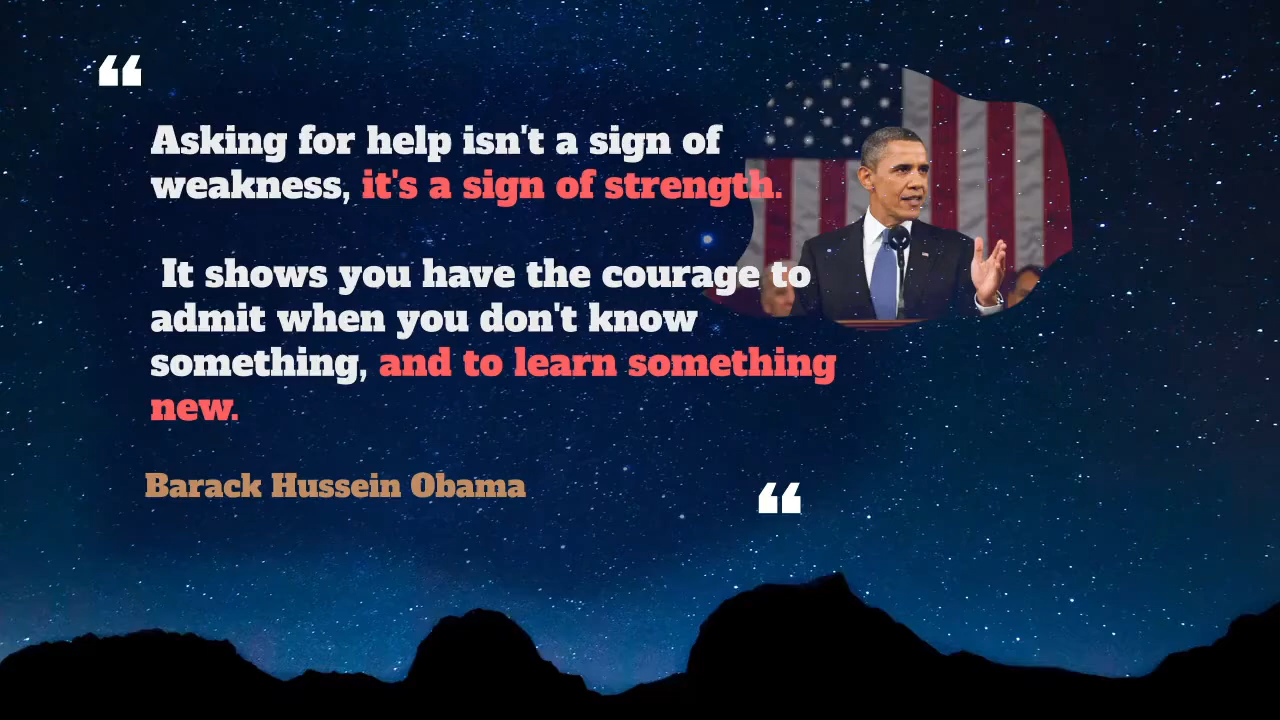 ❝
Asking for help isn't a sign of
weakness, it's a sign of strength.
It shows you have the courage to
admit when you don't know
something, and to learn something
new.
Barack Hussein Obama
❝